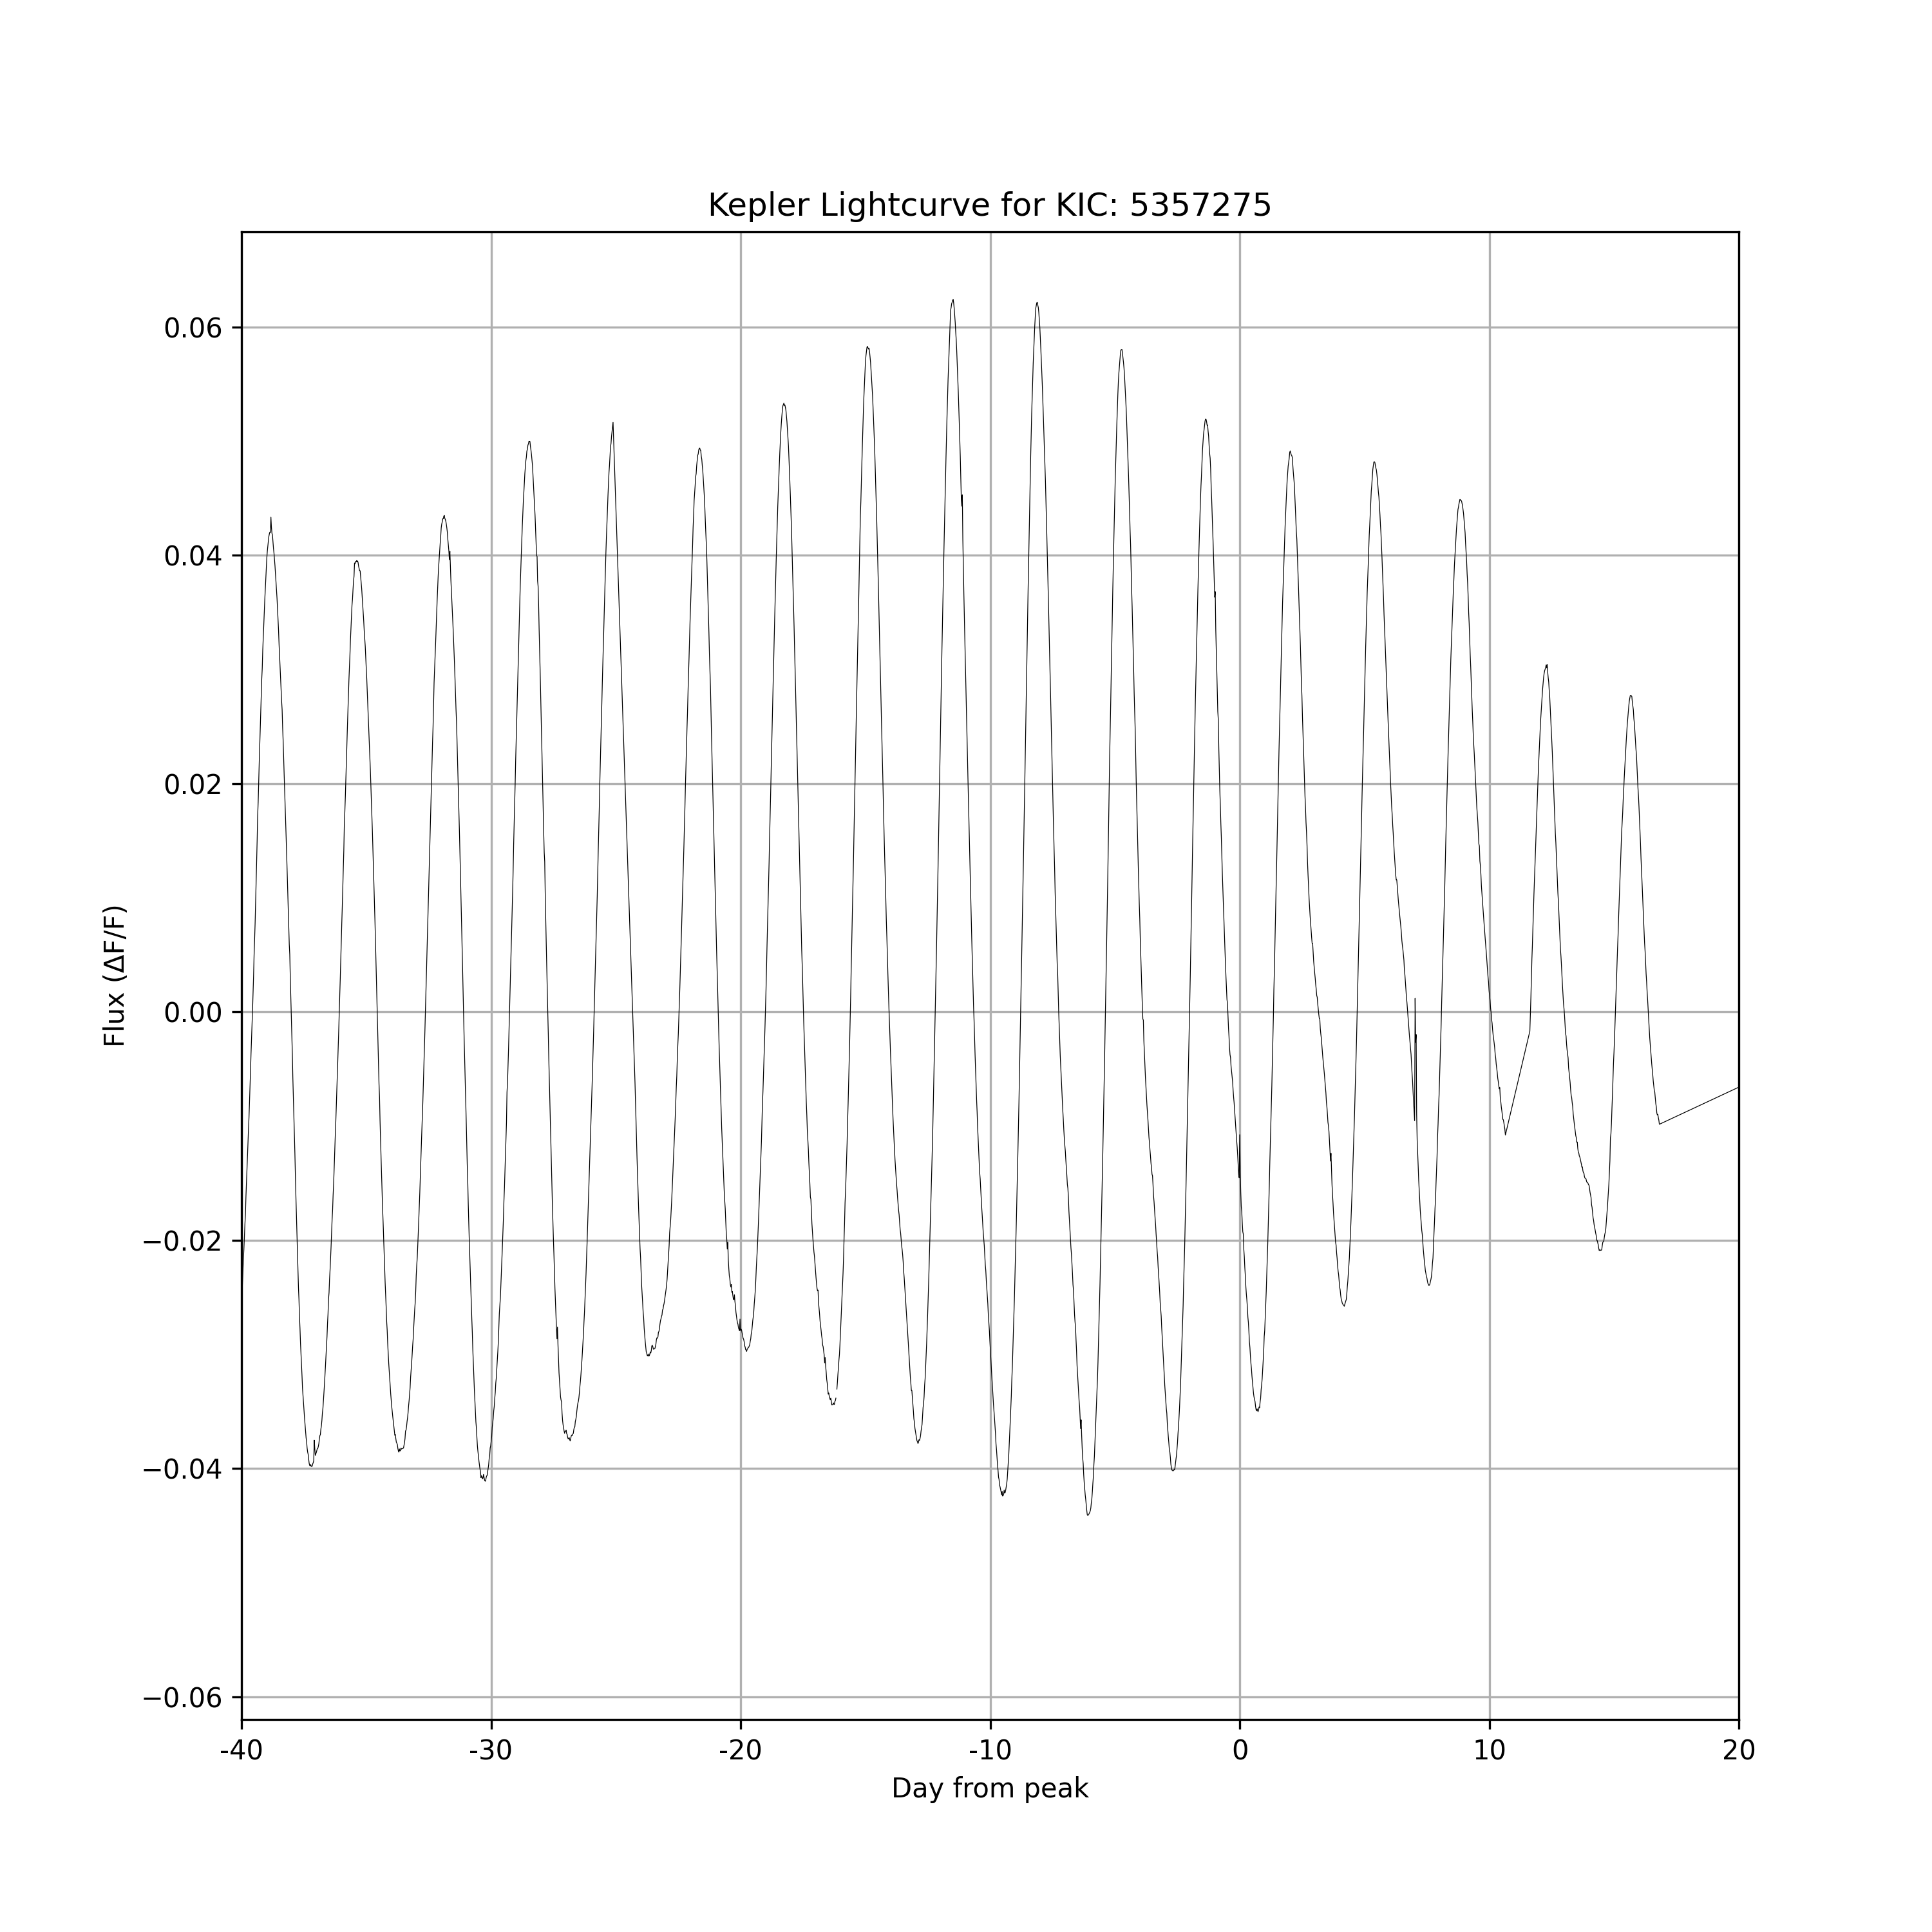 Kepler Lightcurve for KIC: 5357275
Flux (ΔF/F)
0.06
0.04
0.02
0.00
−0.02
−0.04
−0.06
-40 -30 -20 -10 0 10 20
Day from peak